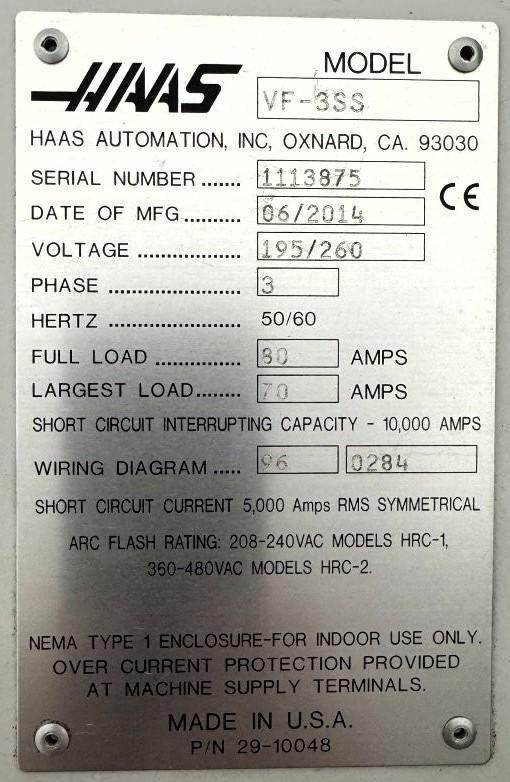 HAAS
MODEL
VF-3SS
HAAS AUTOMATION, INC, OXNARD, CA. 93030
SERIAL NUMBER ....... 1113875
DATE OF MFG .......... 06/2014
CE
VOLTAGE .................. 195/260
PHASE ....................... 3
HERTZ ....................... 50/60
FULL LOAD ............... 80 AMPS
LARGEST LOAD........ 70 AMPS
SHORT CIRCUIT INTERRUPTING CAPACITY - 10,000 AMPS
WIRING DIAGRAM ..... 96 0284
SHORT CIRCUIT CURRENT 5,000 Amps RMS SYMMETRICAL
ARC FLASH RATING: 208-240VAC MODELS HRC-1,
360-480VAC MODELS HRC-2.
NEMA TYPE 1 ENCLOSURE-FOR INDOOR USE ONLY.
OVER CURRENT PROTECTION PROVIDED
AT MACHINE SUPPLY TERMINALS.
MADE IN U.S.A.
P/N 29-10048